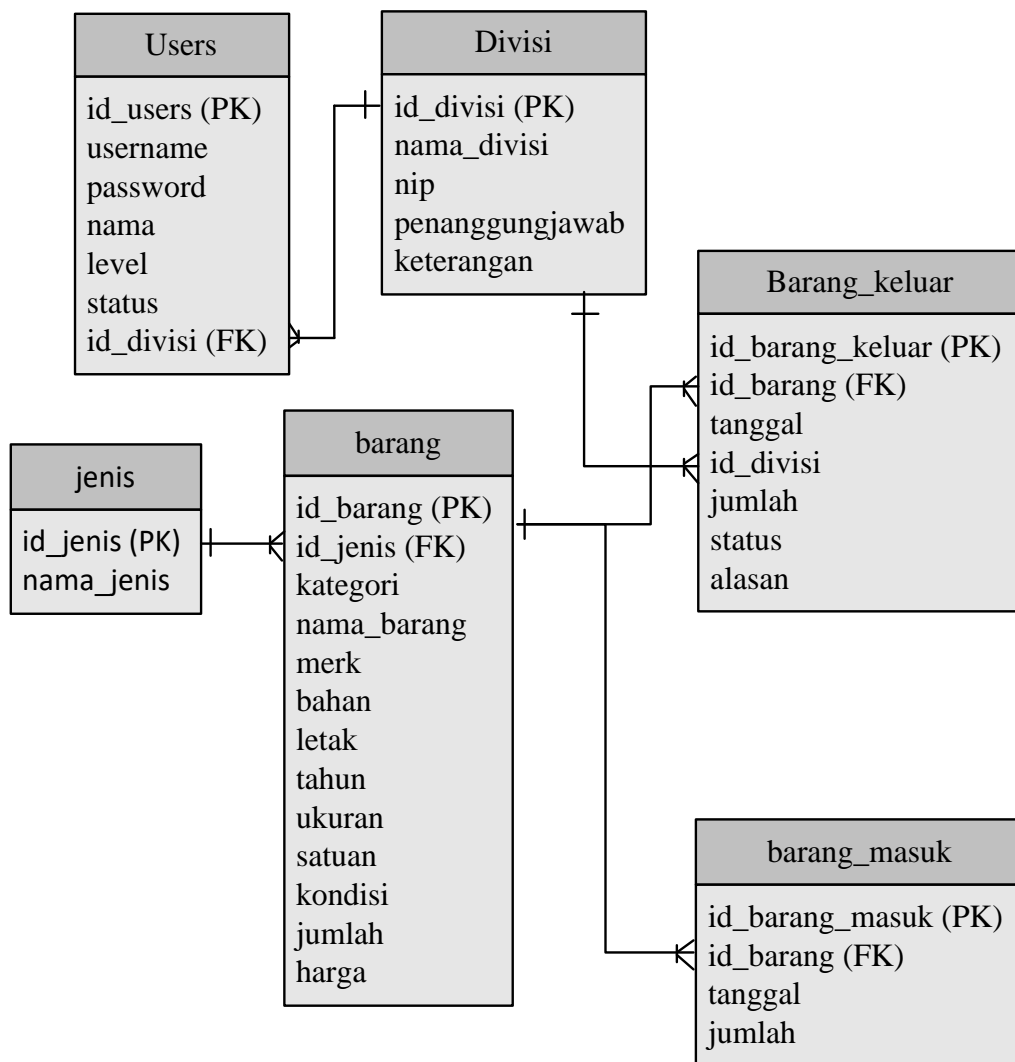 Users
id_users (PK)
username
password
nama
level
status
id_divisi (FK)
Divisi
id_divisi (PK)
nama_divisi
nip
penanggungjawab
keterangan
Barang_keluar
id_barang_keluar (PK)
id_barang (FK)
tanggal
id_divisi
jumlah
status
alasan
jenis
id_jenis (PK)
nama_jenis
barang
id_barang (PK)
id_jenis (FK)
kategori
nama_barang
merk
bahan
letak
tahun
ukuran
satuan
kondisi
jumlah
harga
barang_masuk
id_barang_masuk (PK)
id_barang (FK)
tanggal
jumlah